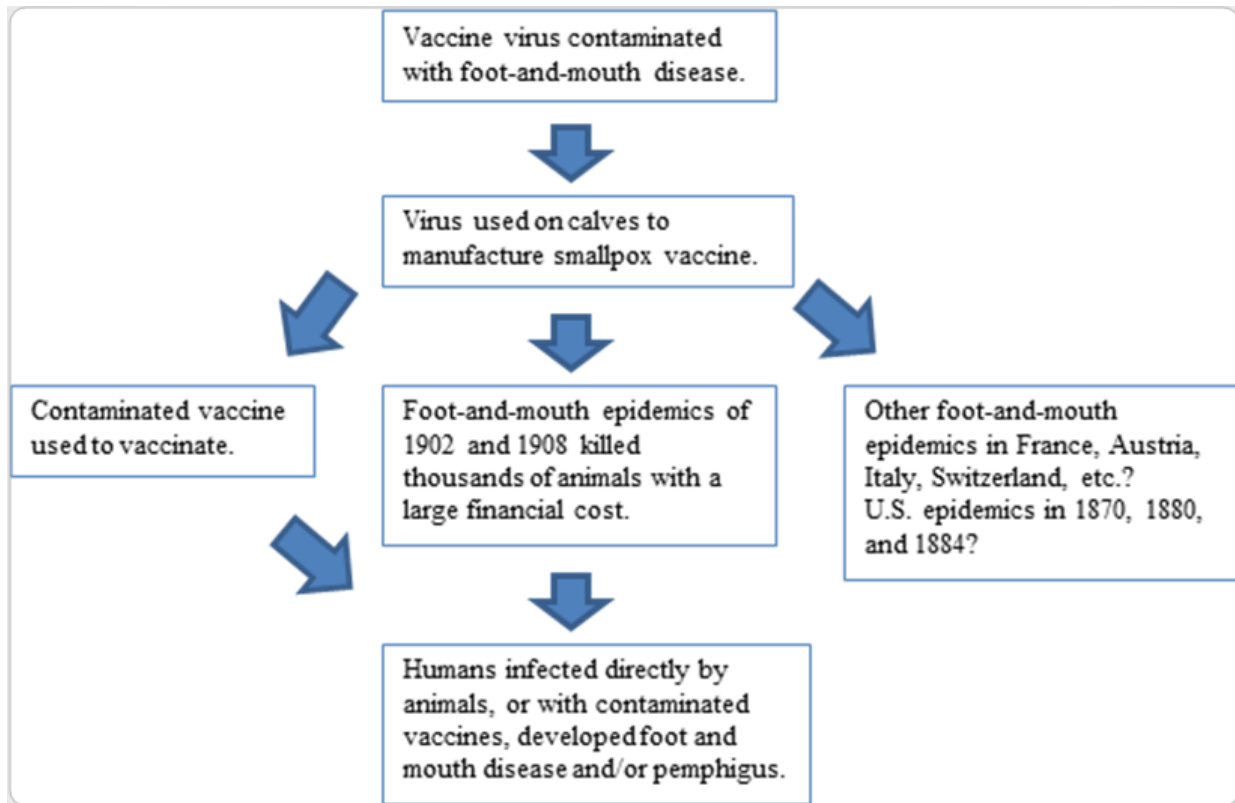 Vaccine virus contaminated
with foot-and-mouth disease.
Virus used on calves to
manufacture smallpox vaccine.
Contaminated vaccine
used to vaccinate.
Foot-and-mouth epidemics of
1902 and 1908 killed
thousands of animals with a
large financial cost.
Other foot-and-mouth
epidemics in France, Austria,
Italy, Switzerland, etc.?
U.S. epidemics in 1870, 1880,
and 1884?
Humans infected directly by
animals, or with contaminated
vaccines, developed foot and
mouth disease and/or pemphigus.